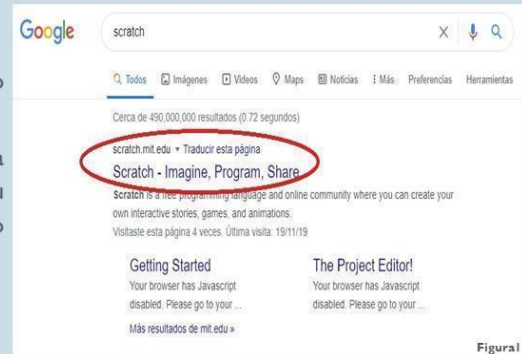 Google
scratch
Todos Imágenes Videos Maps Noticias Más Preferencias Herramientas
Cerca de 490,000,000 resultados (0.72 segundos)
scratch.mit.edu Traducir esta página
Scratch - Imagine, Program, Share
Scratch is a free programming language and online community where you can create your
own interactive stories, games, and animations.
Visitaste esta página 4 veces. Última visita: 19/11/19
Getting Started The Project Editor!
Your browser has Javascript Your browser has Javascript
disabled. Please go to your ... disabled. Please go to your ...
Más resultados de mit.edu »
Figura1